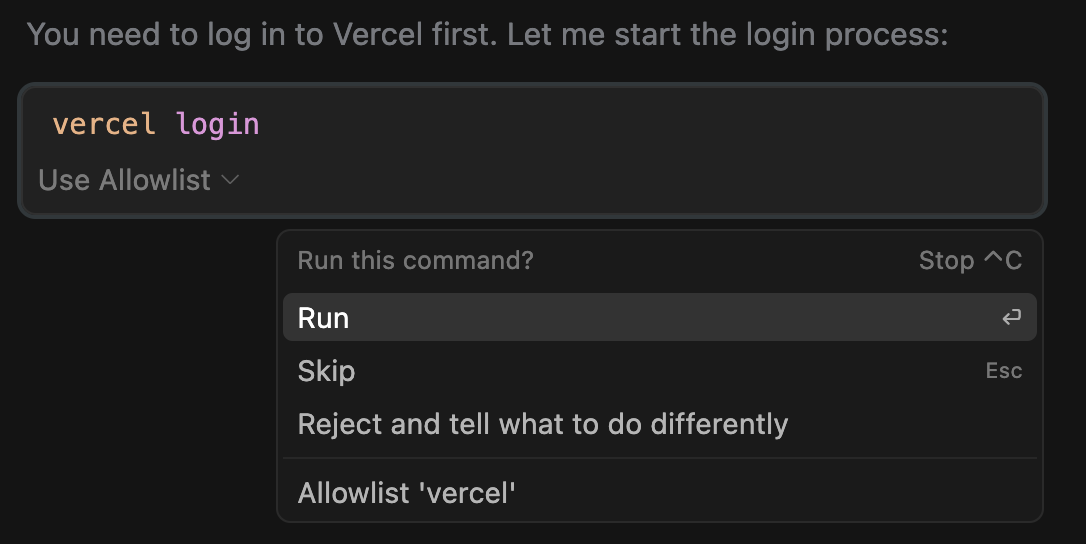 You need to log in to Vercel first. Let me start the login process:
vercel login
Use Allowlist
Run this command? Stop ^C
Run
Skip Esc
Reject and tell what to do differently
Allowlist 'vercel'